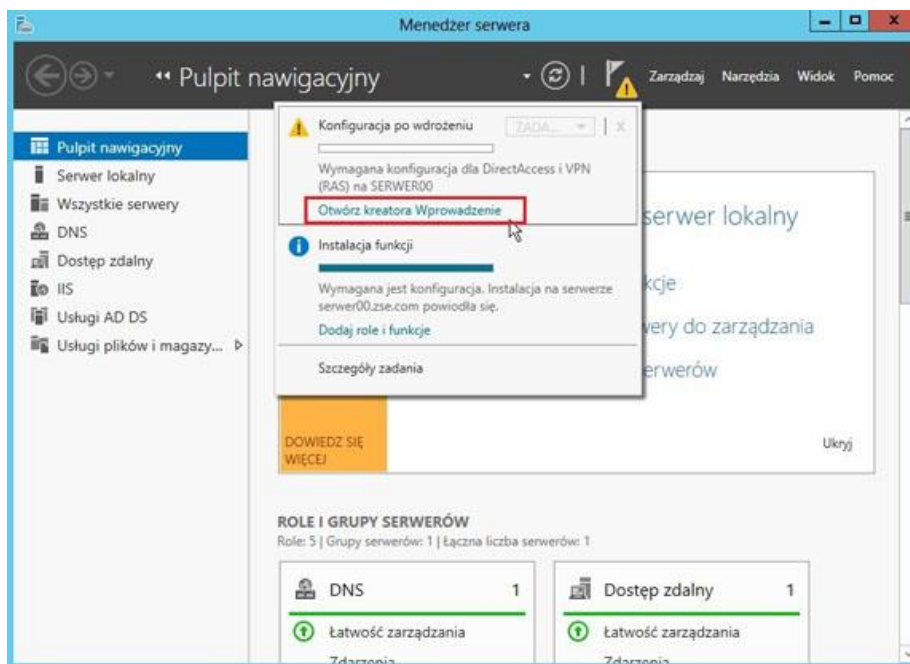 Menedżer serwera
Pulpit nawigacyjny
Zarządzaj Narzędzia Widok Pomoc
Pulpit nawigacyjny
Serwer lokalny
Wszystkie serwery
DNS
Dostęp zdalny
IIS
Usługi AD DS
Usługi plików i magazy...
Konfiguracja po wdrożeniu ZADA... X
Wymagana konfiguracja dla DirectAccess i VPN
(RAS) na SERWER00
Otwórz kreatora Wprowadzenie
Instalacja funkcji
Wymagana jest konfiguracja. Instalacja na serwerze
serwer00.zse.com powiodła się.
Dodaj role i funkcje
Szczegóły zadania
serwer lokalny
kcje
wery do zarządzania
erwerów
DOWIEDZ SIĘ
WIĘCEJ
Ukryj
ROLE I GRUPY SERWERÓW
Role: 5 | Grupy serwerów: 1 | Łączna liczba serwerów: 1
DNS 1
Łatwość zarządzania
Zdarzenia
Dostęp zdalny 1
Łatwość zarządzania
Zdarzenia